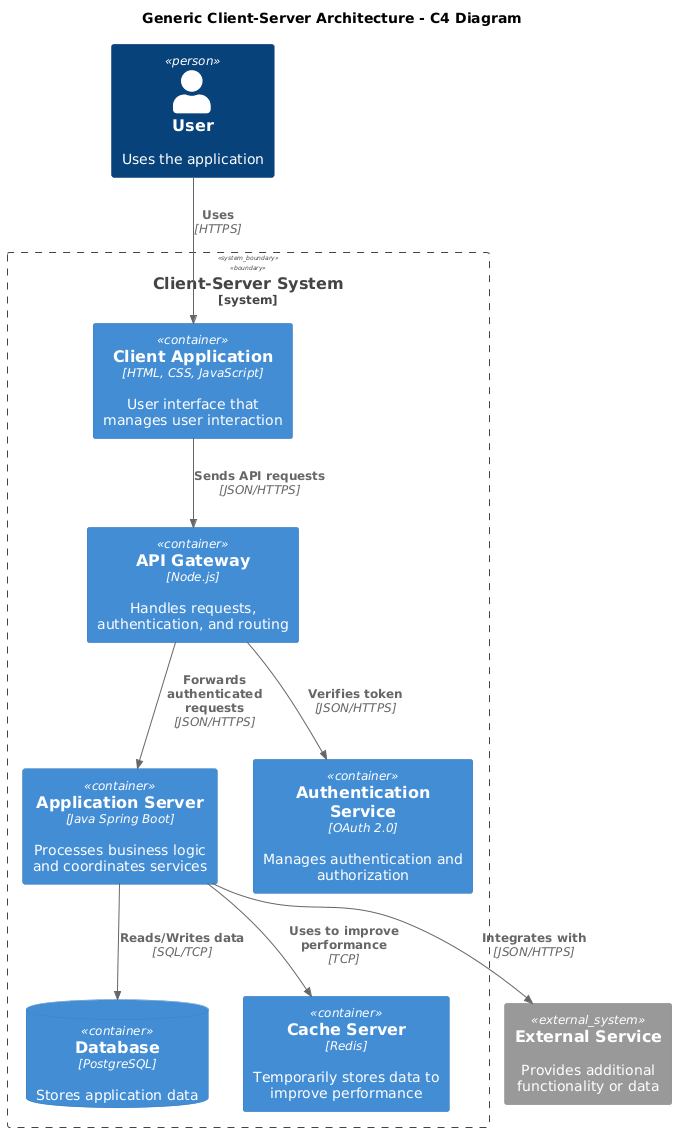 Generic Client-Server Architecture - C4 Diagram
«person»
User
Uses the application
Uses
[HTTPS]
«system_boundary»
«boundary»
Client-Server System
[system]
«container»
Client Application
[HTML, CSS, JavaScript]
User interface that
manages user interaction
Sends API requests
[JSON/HTTPS]
«container»
API Gateway
[Node.js]
Handles requests,
authentication, and routing
Forwards
authenticated
requests
[JSON/HTTPS]
Verifies token
[JSON/HTTPS]
«container»
Application Server
[Java Spring Boot]
Processes business logic
and coordinates services
«container»
Authentication
Service
[OAuth 2.0]
Manages authentication and
authorization
Reads/Writes data
[SQL/TCP]
Uses to improve
performance
[TCP]
Integrates with
[JSON/HTTPS]
«container»
Database
[PostgreSQL]
Stores application data
«container»
Cache Server
[Redis]
Temporarily stores data to
improve performance
«external_system»
External Service
Provides additional
functionality or data